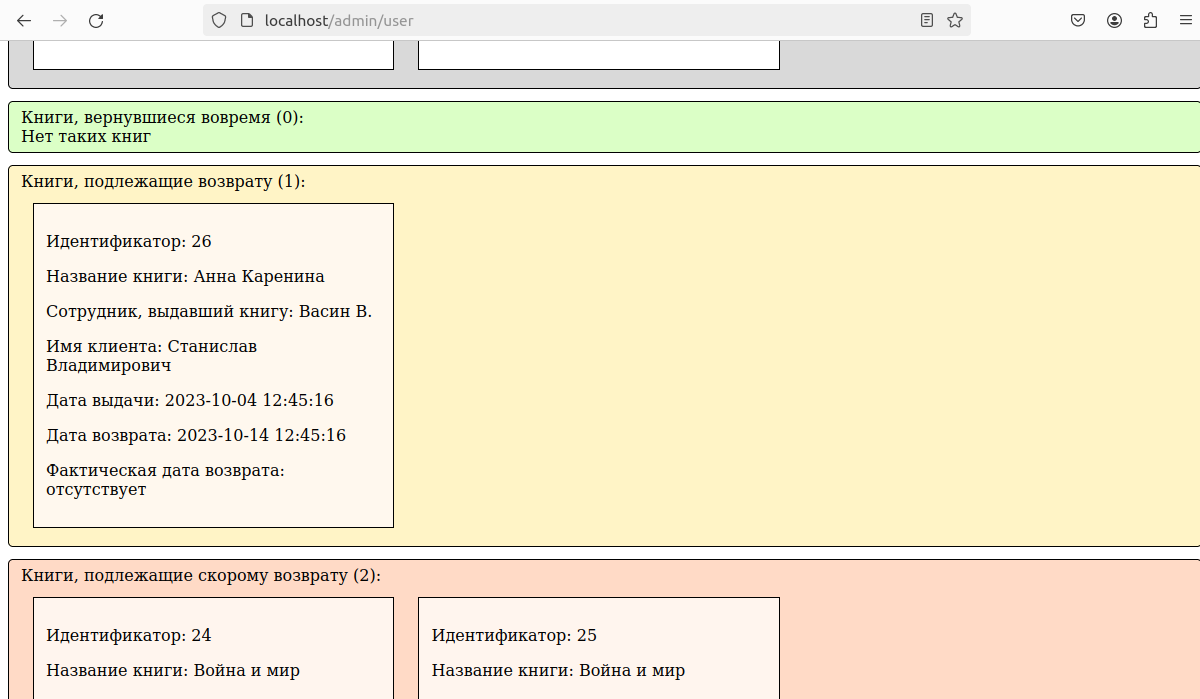 localhost/admin/user
Книги, вернувшиеся вовремя (0):
Нет таких книг
Книги, подлежащие возврату (1):
Идентификатор: 26
Название книги: Анна Каренина
Сотрудник, выдавший книгу: Васин В.
Имя клиента: Станислав
Владимирович
Дата выдачи: 2023-10-04 12:45:16
Дата возврата: 2023-10-14 12:45:16
Фактическая дата возврата:
отсутствует
Книги, подлежащие скорому возврату (2):
Идентификатор: 24
Название книги: Война и мир
Идентификатор: 25
Название книги: Война и мир